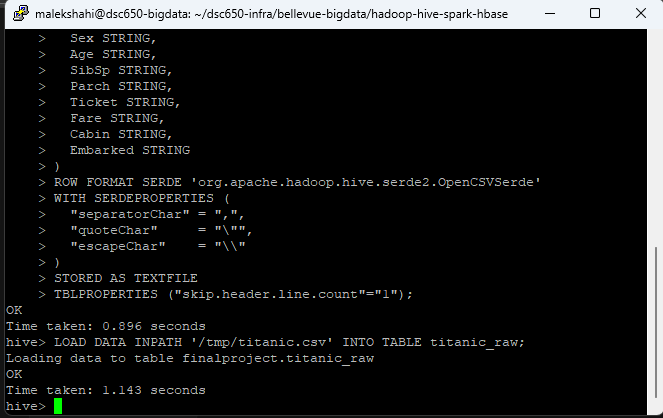 malekshahi@dsc650-bigdata: ~/dsc650-infra/bellevue-bigdata/hadoop-hive-spark-hbase
    >   Sex STRING,
    >   Age STRING,
    >   SibSp STRING,
    >   Parch STRING,
    >   Ticket STRING,
    >   Fare STRING,
    >   Cabin STRING,
    >   Embarked STRING
    > )
    > ROW FORMAT SERDE 'org.apache.hadoop.hive.serde2.OpenCSVSerde'
    > WITH SERDEPROPERTIES (
    >   "separatorChar" = ",",
    >   "quoteChar"     = "\"",
    >   "escapeChar"    = "\\"
    > )
    > STORED AS TEXTFILE
    > TBLPROPERTIES ("skip.header.line.count"="1");
OK
Time taken: 0.896 seconds
hive> LOAD DATA INPATH '/tmp/titanic.csv' INTO TABLE titanic_raw;
Loading data to table finalproject.titanic_raw
OK
Time taken: 1.143 seconds
hive>